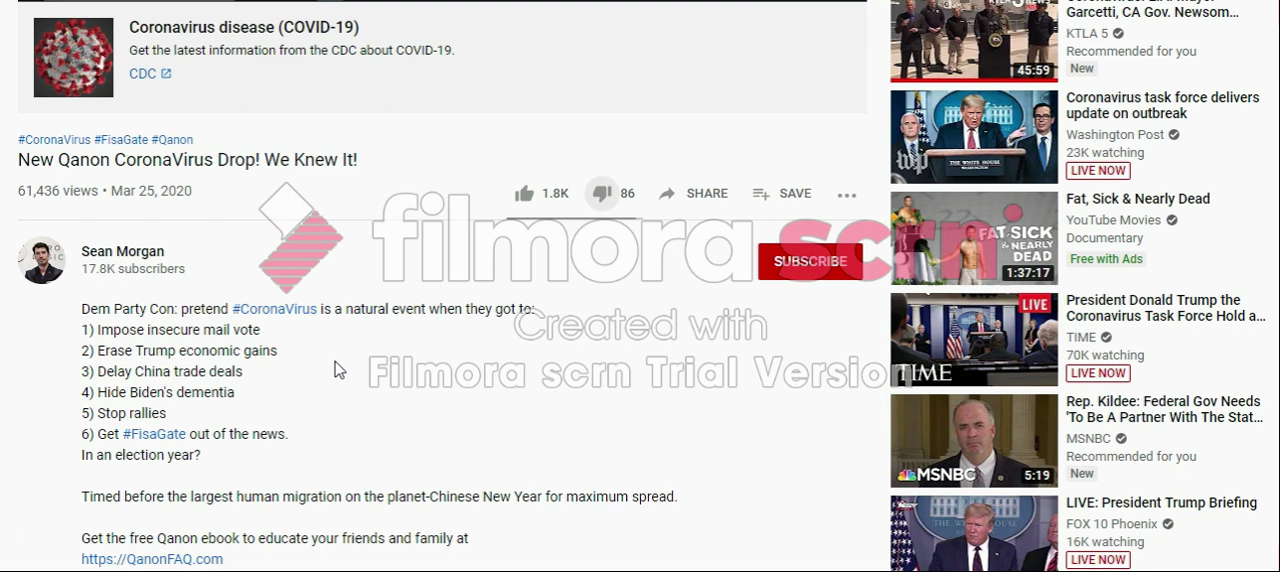 Coronavirus disease (COVID-19)
Get the latest information from the CDC about COVID-19.
CDC
#CoronaVirus #FisaGate #Qanon
New Qanon CoronaVirus Drop! We Knew It!
61,436 views • Mar 25, 2020
1.8K
86
SHARE
SAVE
Sean Morgan
17.8K subscribers
SUBSCRIBE
Dem Party Con: pretend #CoronaVirus is a natural event when they got to:
1) Impose insecure mail vote
2) Erase Trump economic gains
3) Delay China trade deals
4) Hide Biden's dementia
5) Stop rallies
6) Get #FisaGate out of the news.
In an election year?
Timed before the largest human migration on the planet-Chinese New Year for maximum spread.
Get the free Qanon ebook to educate your friends and family at
https://QanonFAQ.com
filmora scrn
Created with
Filmora scrn Trial Version
Garcetti, CA Gov. Newsom...
KTLA 5
Recommended for you
New
45:59
Coronavirus task force delivers
update on outbreak
Washington Post
23K watching
LIVE NOW
wp
THE WHITE HOUSE
WASHINGTON
Fat, Sick & Nearly Dead
YouTube Movies
Documentary
Free with Ads
FAT SICK
& NEARLY
DEAD
1:37:17
President Donald Trump the
Coronavirus Task Force Hold a...
TIME
70K watching
LIVE NOW
LIVE
TIME
Rep. Kildee: Federal Gov Needs
'To Be A Partner With The Stat...
MSNBC
Recommended for you
New
MSNBC
5:19
LIVE: President Trump Briefing
FOX 10 Phoenix
16K watching
LIVE NOW